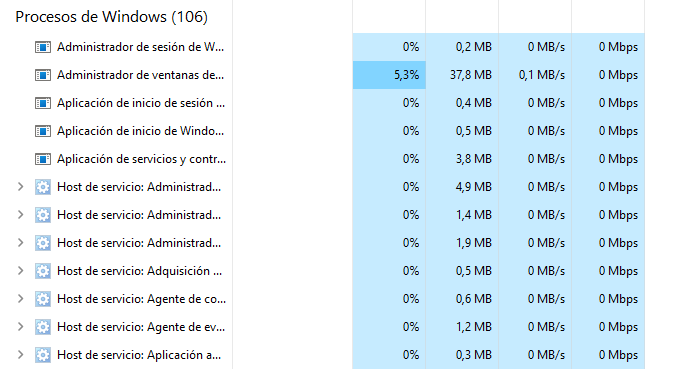 Procesos de Windows (106)
Administrador de sesión de W... 0% 0,2 MB 0 MB/s 0 Mbps
Administrador de ventanas de... 5,3% 37,8 MB 0,1 MB/s 0 Mbps
Aplicación de inicio de sesión ... 0% 0,4 MB 0 MB/s 0 Mbps
Aplicación de inicio de Windo... 0% 0,5 MB 0 MB/s 0 Mbps
Aplicación de servicios y contr... 0% 3,8 MB 0 MB/s 0 Mbps
Host de servicio: Administrad... 0% 4,9 MB 0 MB/s 0 Mbps
Host de servicio: Administrad... 0% 1,4 MB 0 MB/s 0 Mbps
Host de servicio: Administrad... 0% 1,9 MB 0 MB/s 0 Mbps
Host de servicio: Adquisición ... 0% 0,5 MB 0 MB/s 0 Mbps
Host de servicio: Agente de co... 0% 0,6 MB 0 MB/s 0 Mbps
Host de servicio: Agente de ev... 0% 1,2 MB 0 MB/s 0 Mbps
Host de servicio: Aplicación a... 0% 0,3 MB 0 MB/s 0 Mbps